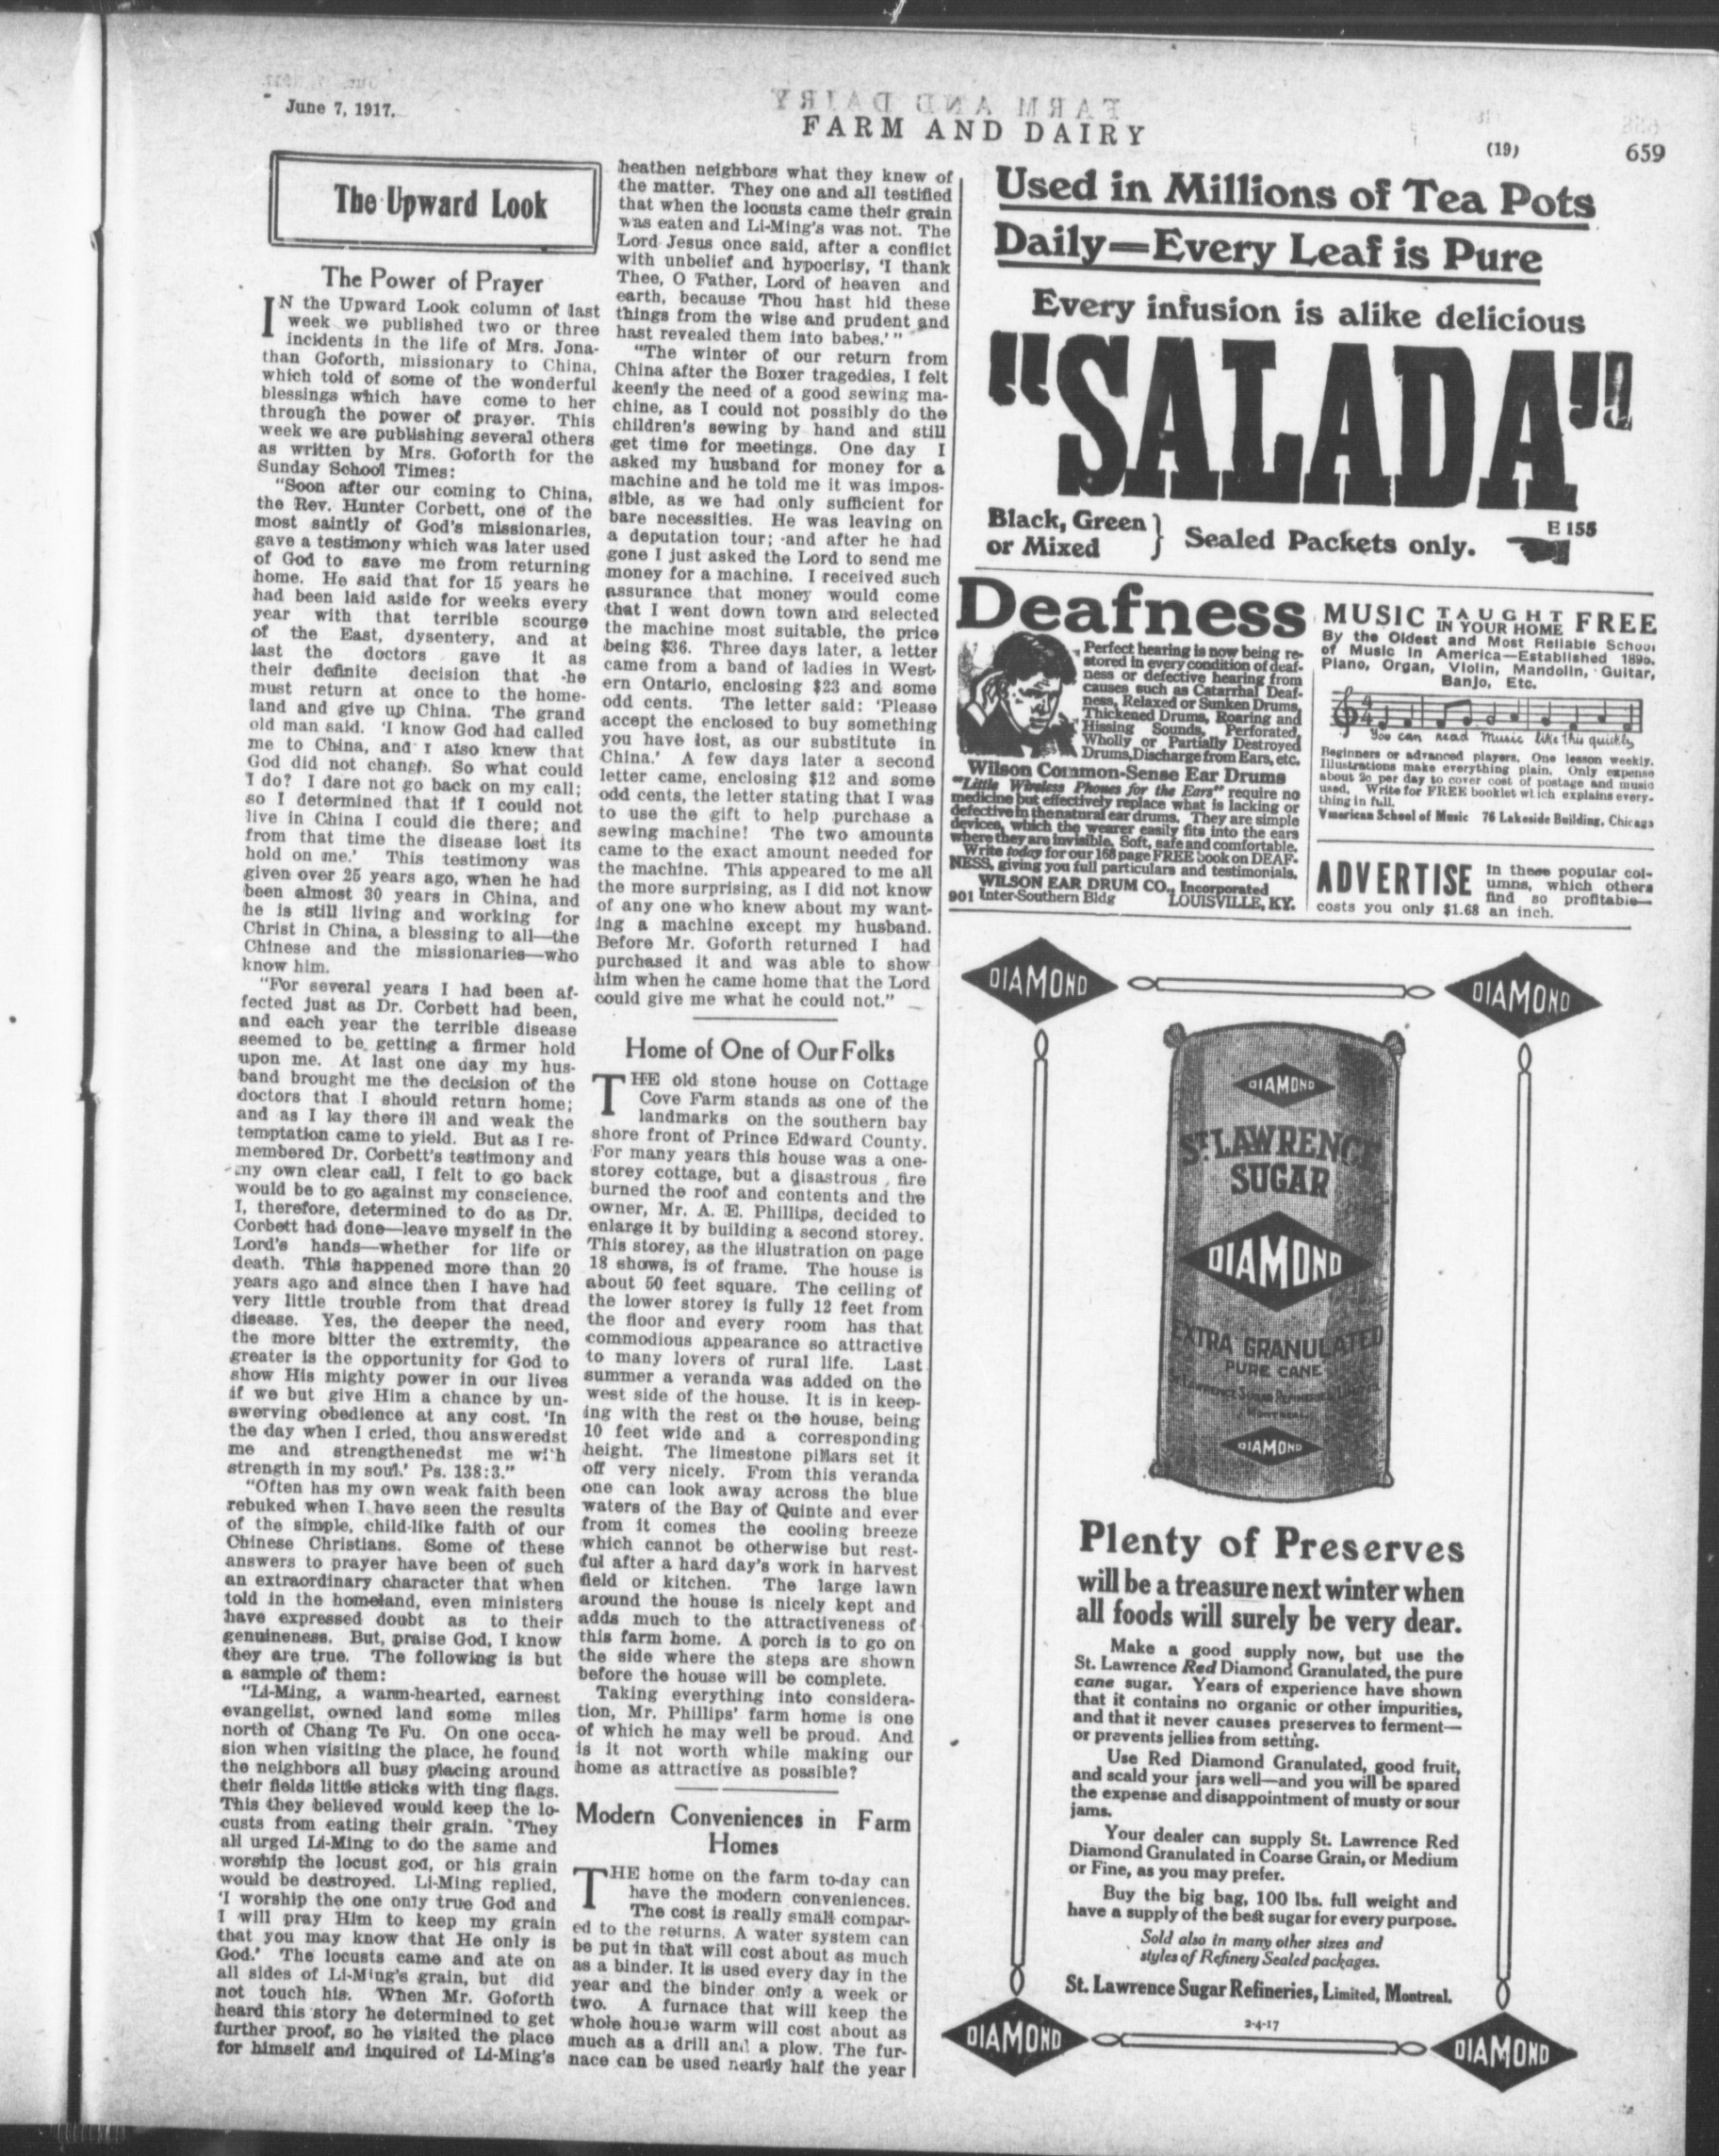 June 7, 1917.
FARM AND DAIRY
(19)
659
The Upward Look
The Power of Prayer
IN the Upward Look column of last
week we published two or three
incidents in the life of Mrs. Jona-
than Goforth, missionary to China,
which told of some of the wonderful
blessings which have come to her
through the power of prayer. This
week we are publishing several others
as written by Mrs. Goforth for the
Sunday School Times:
"Soon after our coming to China,
the Rev. Hunter Corbett, one of the
most saintly of God's missionaries,
gave a testimony which was later used
of God to save me from returning
home. He said that for 15 years he
had been laid aside for weeks every
year with that terrible scourge
of the East, dysentery, and at
last the doctors gave it as
their definite decision that he
must return at once to the home-
land and give up China. The grand
old man said. 'I know God had called
me to China, and I also knew that
God did not change. So what could
I do? I dare not go back on my call;
so I determined that if I could not
live in China I could die there; and
from that time the disease lost its
hold on me.' This testimony was
given over 25 years ago, when he had
been almost 30 years in China, and
he is still living and working for
Christ in China, a blessing to all—the
Chinese and the missionaries—who
know him.
"For several years I had been af-
fected just as Dr. Corbett had been,
and each year the terrible disease
seemed to be getting a firmer hold
upon me. At last one day my hus-
band brought me the decision of the
doctors that I should return home;
and as I lay there ill and weak the
temptation came to yield. But as I re-
membered Dr. Corbett's testimony and
my own clear call, I felt to go back
would be to go against my conscience.
I, therefore, determined to do as Dr.
Corbett had done—leave myself in the
Lord's hands—whether for life or
death. This happened more than 20
years ago and since then I have had
very little trouble from that dread
disease. Yes, the deeper the need,
the more bitter the extremity, the
greater is the opportunity for God to
show His mighty power in our lives
if we but give Him a chance by un-
swerving obedience at any cost. 'In
the day when I cried, thou answeredst
me and strengthenedst me with
strength in my soul.' Ps. 138:3."
"Often has my own weak faith been
rebuked when I have seen the results
of the simple, child-like faith of our
Chinese Christians. Some of these
answers to prayer have been of such
an extraordinary character that when
told in the homeland, even ministers
have expressed doubt as to their
genuineness. But, praise God, I know
they are true. The following is but
a sample of them:
"Li-Ming, a warm-hearted, earnest
evangelist, owned land some miles
north of Chang Te Fu. On one occa-
sion when visiting the place, he found
the neighbors all busy placing around
their fields little sticks with ting flags.
This they believed would keep the lo-
custs from eating their grain. They
all urged Li-Ming to do the same and
worship the locust god, or his grain
would be destroyed. Li-Ming replied,
'I worship the one only true God and
I will pray Him to keep my grain
that you may know that He only is
God.' The locusts came and ate on
all sides of Li-Ming's grain, but did
not touch his. When Mr. Goforth
heard this story he determined to get
further proof, so he visited the place
for himself and inquired of Li-Ming's
heathen neighbors what they knew of
the matter. They one and all testified
that when the locusts came their grain
was eaten and Li-Ming's was not. The
Lord Jesus once said, after a conflict
with unbelief and hypocrisy, 'I thank
Thee, O Father, Lord of heaven and
earth, because Thou hast hid these
things from the wise and prudent and
hast revealed them into babes.' "
"The winter of our return from
China after the Boxer tragedies, I felt
keenly the need of a good sewing ma-
chine, as I could not possibly do the
children's sewing by hand and still
get time for meetings. One day I
asked my husband for money for a
machine and he told me it was impos-
sible, as we had only sufficient for
bare necessities. He was leaving on
a deputation tour; and after he had
gone I just asked the Lord to send me
money for a machine. I received such
assurance that money would come
that I went down town and selected
the machine most suitable, the price
being $36. Three days later, a letter
came from a band of ladies in West-
ern Ontario, enclosing $23 and some
odd cents. The letter said: 'Please
accept the enclosed to buy something
you have lost, as our substitute in
China.' A few days later a second
letter came, enclosing $12 and some
odd cents, the letter stating that I was
to use the gift to help purchase a
sewing machine! The two amounts
came to the exact amount needed for
the machine. This appeared to me all
the more surprising, as I did not know
of any one who knew about my want-
ing a machine except my husband.
Before Mr. Goforth returned I had
purchased it and was able to show
him when he came home that the Lord
could give me what he could not."
Home of One of Our Folks
THE old stone house on Cottage
Cove Farm stands as one of the
landmarks on the southern bay
shore front of Prince Edward County.
For many years this house was a one-
storey cottage, but a disastrous fire
burned the roof and contents and the
owner, Mr. A. E. Phillips, decided to
enlarge it by building a second storey.
This storey, as the illustration on page
18 shows, is of frame. The house is
about 50 feet square. The ceiling of
the lower storey is fully 12 feet from
the floor and every room has that
commodious appearance so attractive
to many lovers of rural life. Last
summer a veranda was added on the
west side of the house. It is in keep-
ing with the rest of the house, being
10 feet wide and a corresponding
height. The limestone pillars set it
off very nicely. From this veranda
one can look away across the blue
waters of the Bay of Quinte and ever
from it comes the cooling breeze
which cannot be otherwise but rest-
ful after a hard day's work in harvest
field or kitchen. The large lawn
around the house is nicely kept and
adds much to the attractiveness of
this farm home. A porch is to go on
the side where the steps are shown
before the house will be complete.
Taking everything into considera-
tion, Mr. Phillips' farm home is one
of which he may well be proud. And
is it not worth while making our
home as attractive as possible?
Modern Conveniences in Farm
Homes
THE home on the farm to-day can
have the modern conveniences.
The cost is really small compar-
ed to the returns. A water system can
be put in that will cost about as much
as a binder. It is used every day in the
year and the binder only a week or
two. A furnace that will keep the
whole house warm will cost about as
much as a drill and a plow. The fur-
nace can be used nearly half the year
Used in Millions of Tea Pots
Daily—Every Leaf is Pure
Every infusion is alike delicious
"SALADA"
Black, Green
or Mixed
} Sealed Packets only.
E 155
Deafness
Perfect hearing is now being re-
stored in every condition of deaf-
ness or defective hearing from
causes such as Catarrhal Deaf-
ness, Relaxed or Sunken Drums,
Thickened Drums, Roaring and
Hissing Sounds, Perforated,
Wholly or Partially Destroyed
Drums, Discharge from Ears, etc.
Wilson Common-Sense Ear Drums
"Little Wireless Phones for the Ears" require no
medicine but effectively replace what is lacking or
defective in the natural ear drums. They are simple
devices, which the wearer easily fits into the ears
where they are invisible. Soft, safe and comfortable.
Write today for our 168 page FREE book on DEAF-
NESS, giving you full particulars and testimonials.
WILSON EAR DRUM CO., Incorporated
901 Inter-Southern Bldg LOUISVILLE, KY.
MUSIC TAUGHT IN YOUR HOME FREE
By the Oldest and Most Reliable School
of Music in America—Established 1895.
Piano, Organ, Violin, Mandolin, Guitar,
Banjo, Etc.
You can read Music like this quickly
Beginners or advanced players. One lesson weekly.
Illustrations make everything plain. Only expense
about 2c per day to cover cost of postage and music
used. Write for FREE booklet which explains every-
thing in full.
American School of Music 76 Lakeside Building, Chicago
ADVERTISE In these popular col-
umns, which others
find so profitable—
costs you only $1.68 an inch.
DIAMOND
DIAMOND
DIAMOND
ST. LAWRENCE
SUGAR
DIAMOND
EXTRA GRANULATED
PURE CANE
St. Lawrence Sugar Refineries Limited
Montreal
DIAMOND
Plenty of Preserves
will be a treasure next winter when
all foods will surely be very dear.
Make a good supply now, but use the
St. Lawrence Red Diamond Granulated, the pure
cane sugar. Years of experience have shown
that it contains no organic or other impurities,
and that it never causes preserves to ferment—
or prevents jellies from setting.
Use Red Diamond Granulated, good fruit,
and scald your jars well—and you will be spared
the expense and disappointment of musty or sour
jams.
Your dealer can supply St. Lawrence Red
Diamond Granulated in Coarse Grain, or Medium
or Fine, as you may prefer.
Buy the big bag, 100 lbs. full weight and
have a supply of the best sugar for every purpose.
Sold also in many other sizes and
styles of Refinery Sealed packages.
St. Lawrence Sugar Refineries, Limited, Montreal.
2-4-17
DIAMOND
DIAMOND